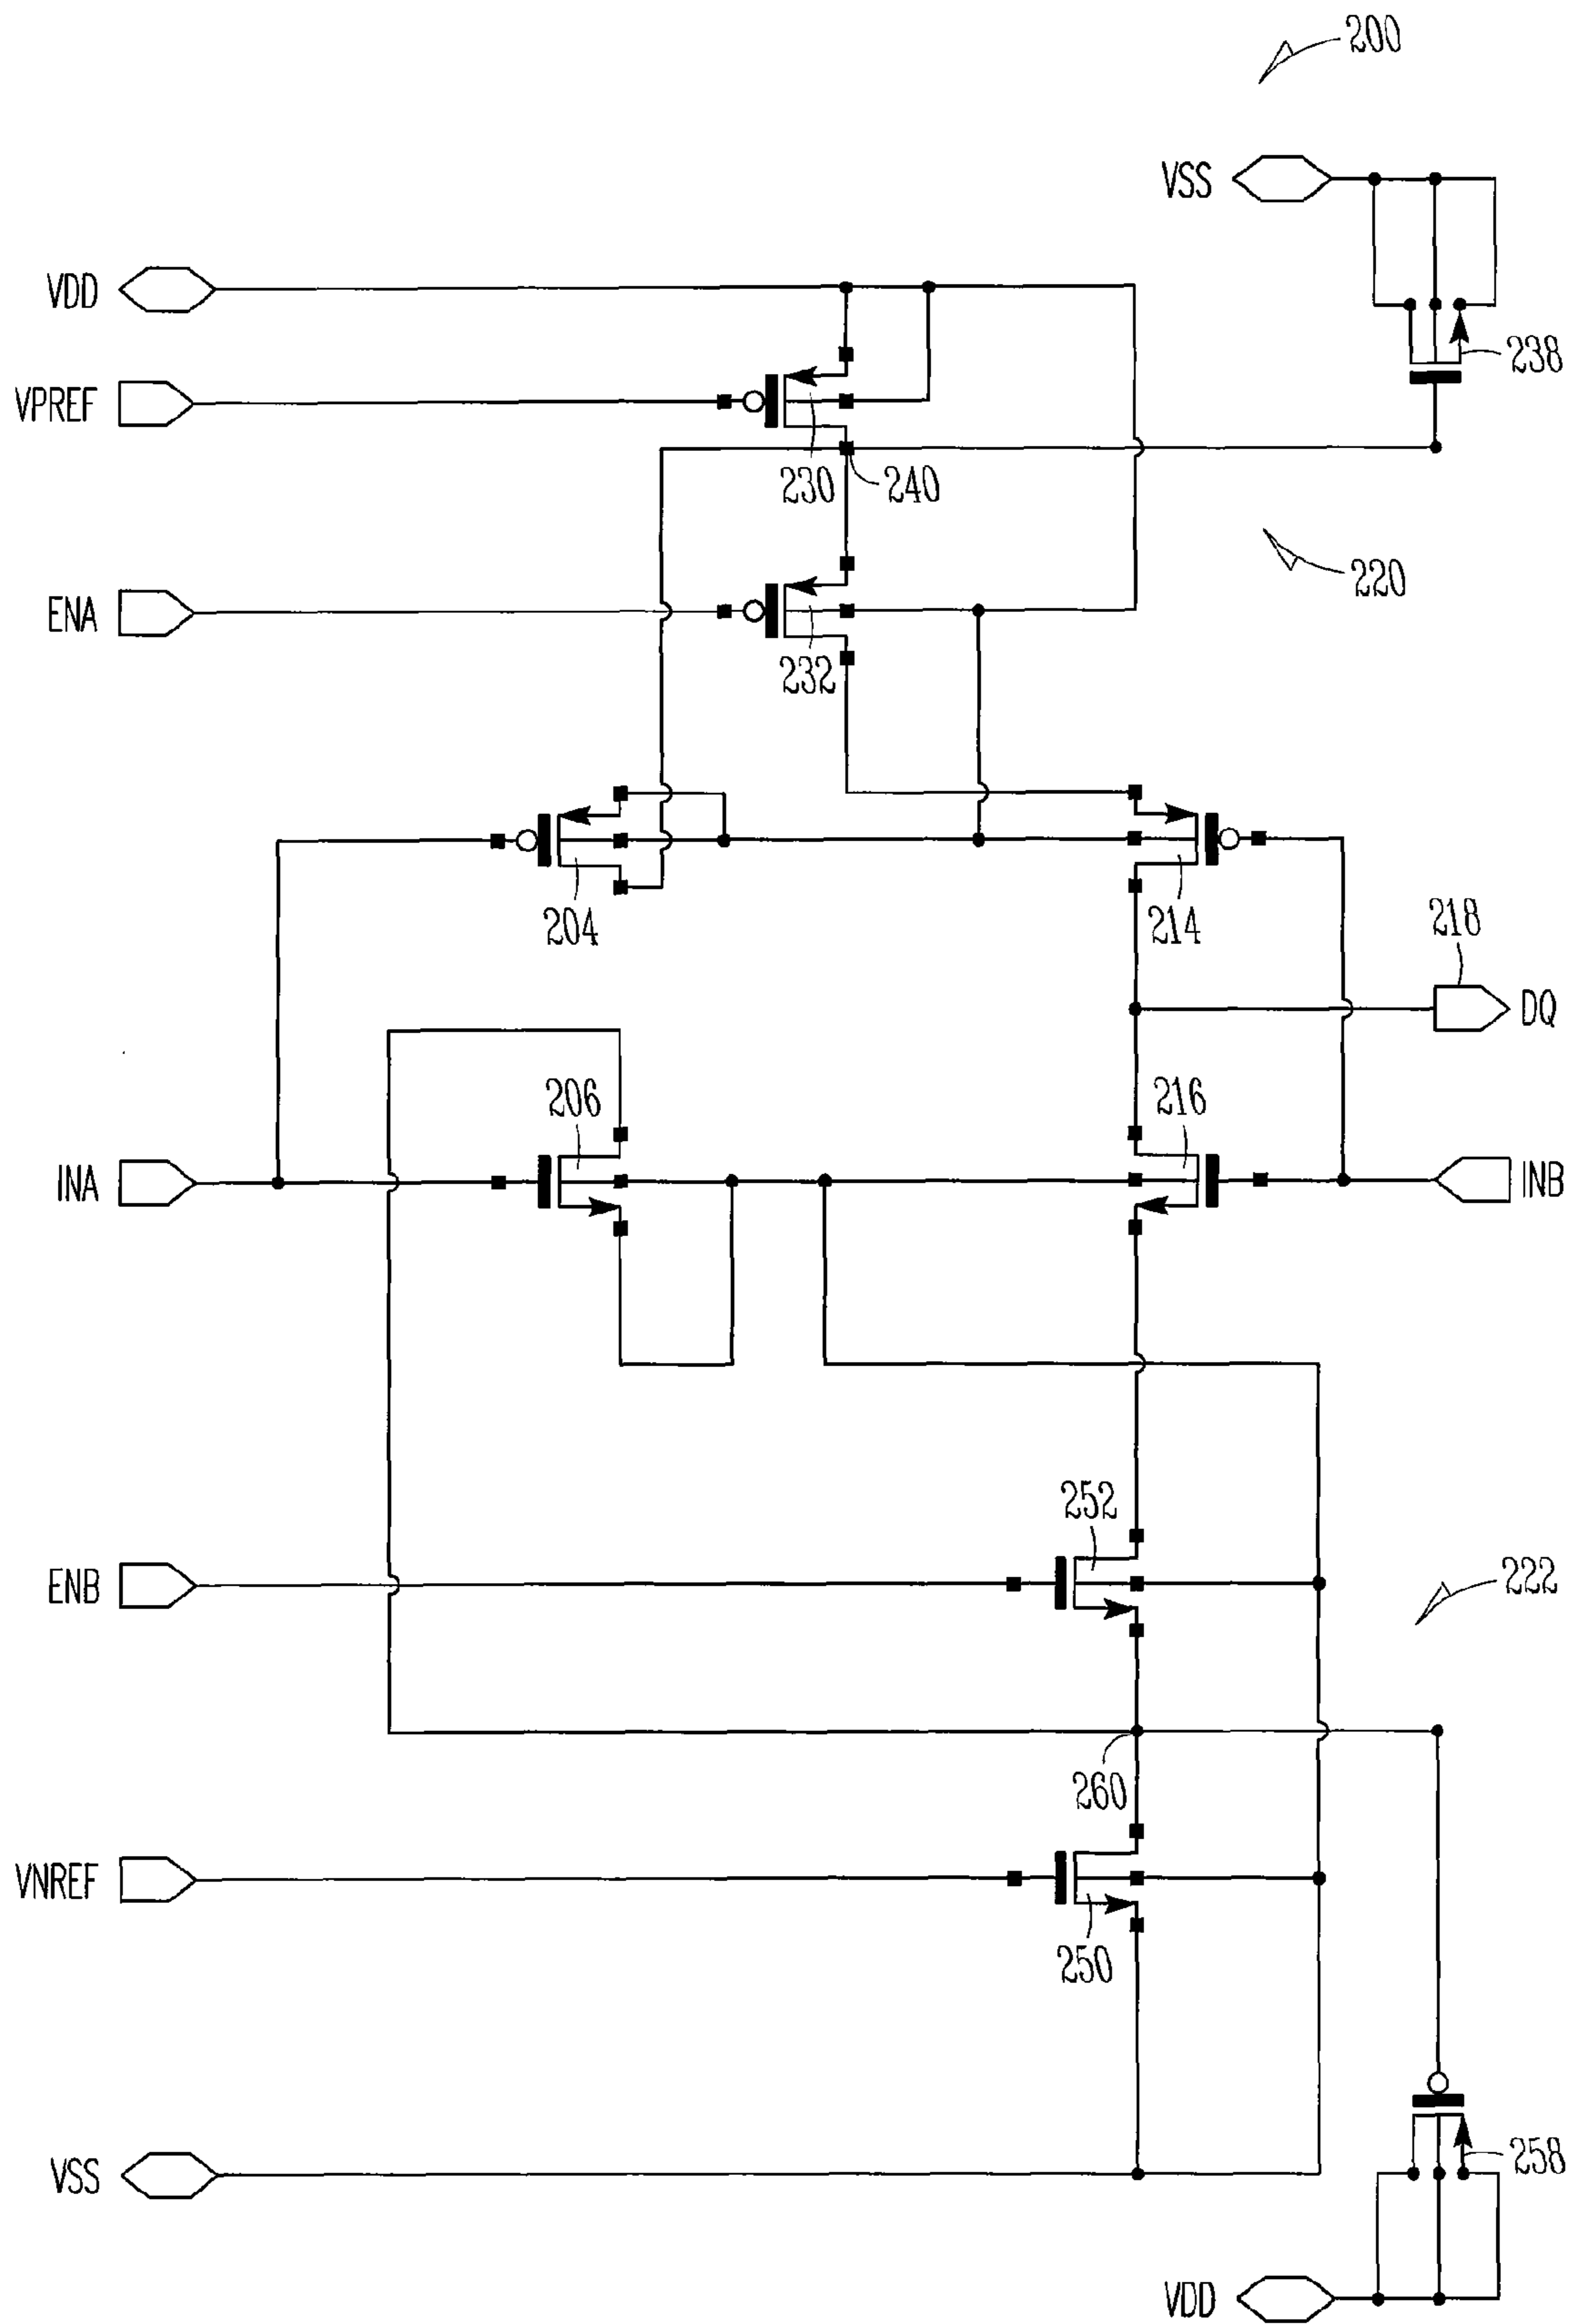 200
VSS
VDD
238
VPREF
230
240
220
ENA
232
204
214
218
DQ
206
216
INA
INB
252
ENB
222
260
VNREF
250
258
VSS
VDD